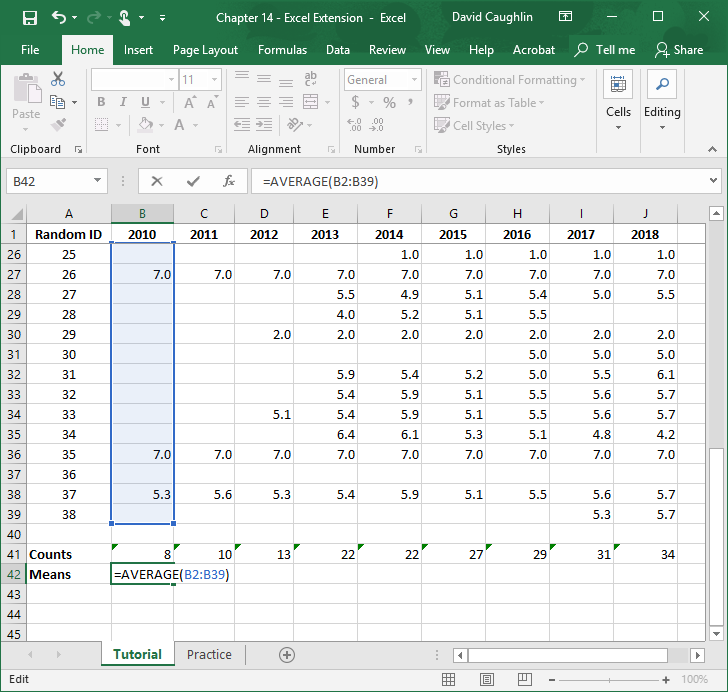 Chapter 14 - Excel Extension - Excel David Caughlin
File Home Insert Page Layout Formulas Data Review View Help Acrobat Tell me Share
Paste
11
B I U A A
A
ab
c
General
$ % ,
←.0 .00
.00 →.0
Conditional Formatting
Format as Table
Cell Styles
Cells Editing
Clipboard Font Alignment Number Styles
B42 fx =AVERAGE(B2:B39)
A B C D E F G H I J
1 Random ID 2010 2011 2012 2013 2014 2015 2016 2017 2018
26 25 1.0 1.0 1.0 1.0 1.0
27 26 7.0 7.0 7.0 7.0 7.0 7.0 7.0 7.0 7.0
28 27 5.5 4.9 5.1 5.4 5.0 5.5
29 28 4.0 5.2 5.1 5.5
30 29 2.0 2.0 2.0 2.0 2.0 2.0 2.0
31 30 5.0 5.0 5.0
32 31 5.9 5.4 5.2 5.0 5.5 6.1
33 32 5.4 5.9 5.1 5.5 5.6 5.7
34 33 5.1 5.4 5.9 5.1 5.5 5.6 5.7
35 34 6.4 6.1 5.3 5.1 4.8 4.2
36 35 7.0 7.0 7.0 7.0 7.0 7.0 7.0 7.0 7.0
37 36
38 37 5.3 5.6 5.3 5.4 5.9 5.1 5.5 5.6 5.7
39 38 5.3 5.7
40
41 Counts 8 10 13 22 22 27 29 31 34
42 Means =AVERAGE(B2:B39)
43
44
45
Tutorial Practice
Edit 100%